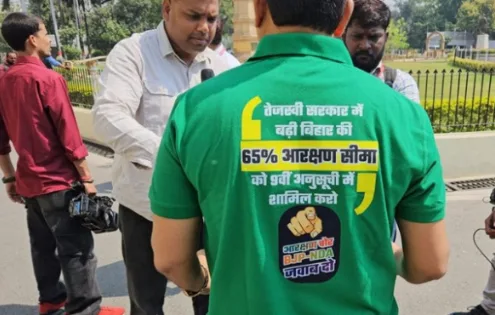 तेजस्वी सरकार में
बढ़ी बिहार की
65% आरक्षण सीमा
को 9वीं अनुसूची में
शामिल करो
आरक्षण चोर
BJP-NDA
जवाब दो